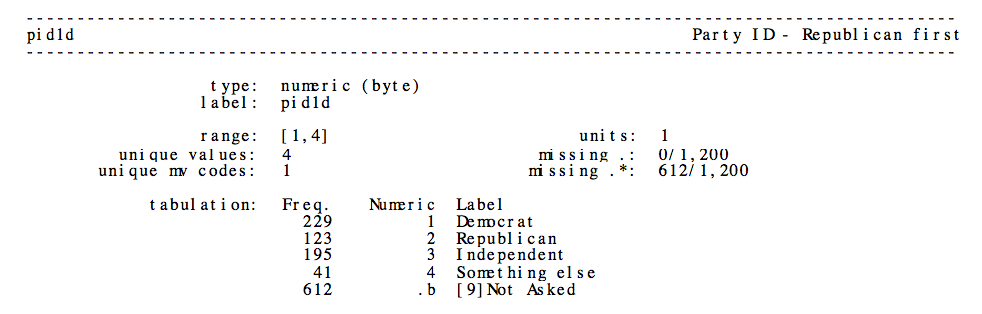 --------------------------------------------------------------------------------
pid1d Party ID - Republican first
--------------------------------------------------------------------------------
type: numeric (byte)
label: pid1d
range: [1,4] units: 1
unique values: 4 missing .: 0/1,200
unique mv codes: 1 missing .*: 612/1,200
tabulation: Freq. Numeric Label
229 1 Democrat
123 2 Republican
195 3 Independent
41 4 Something else
612 .b [9]Not Asked